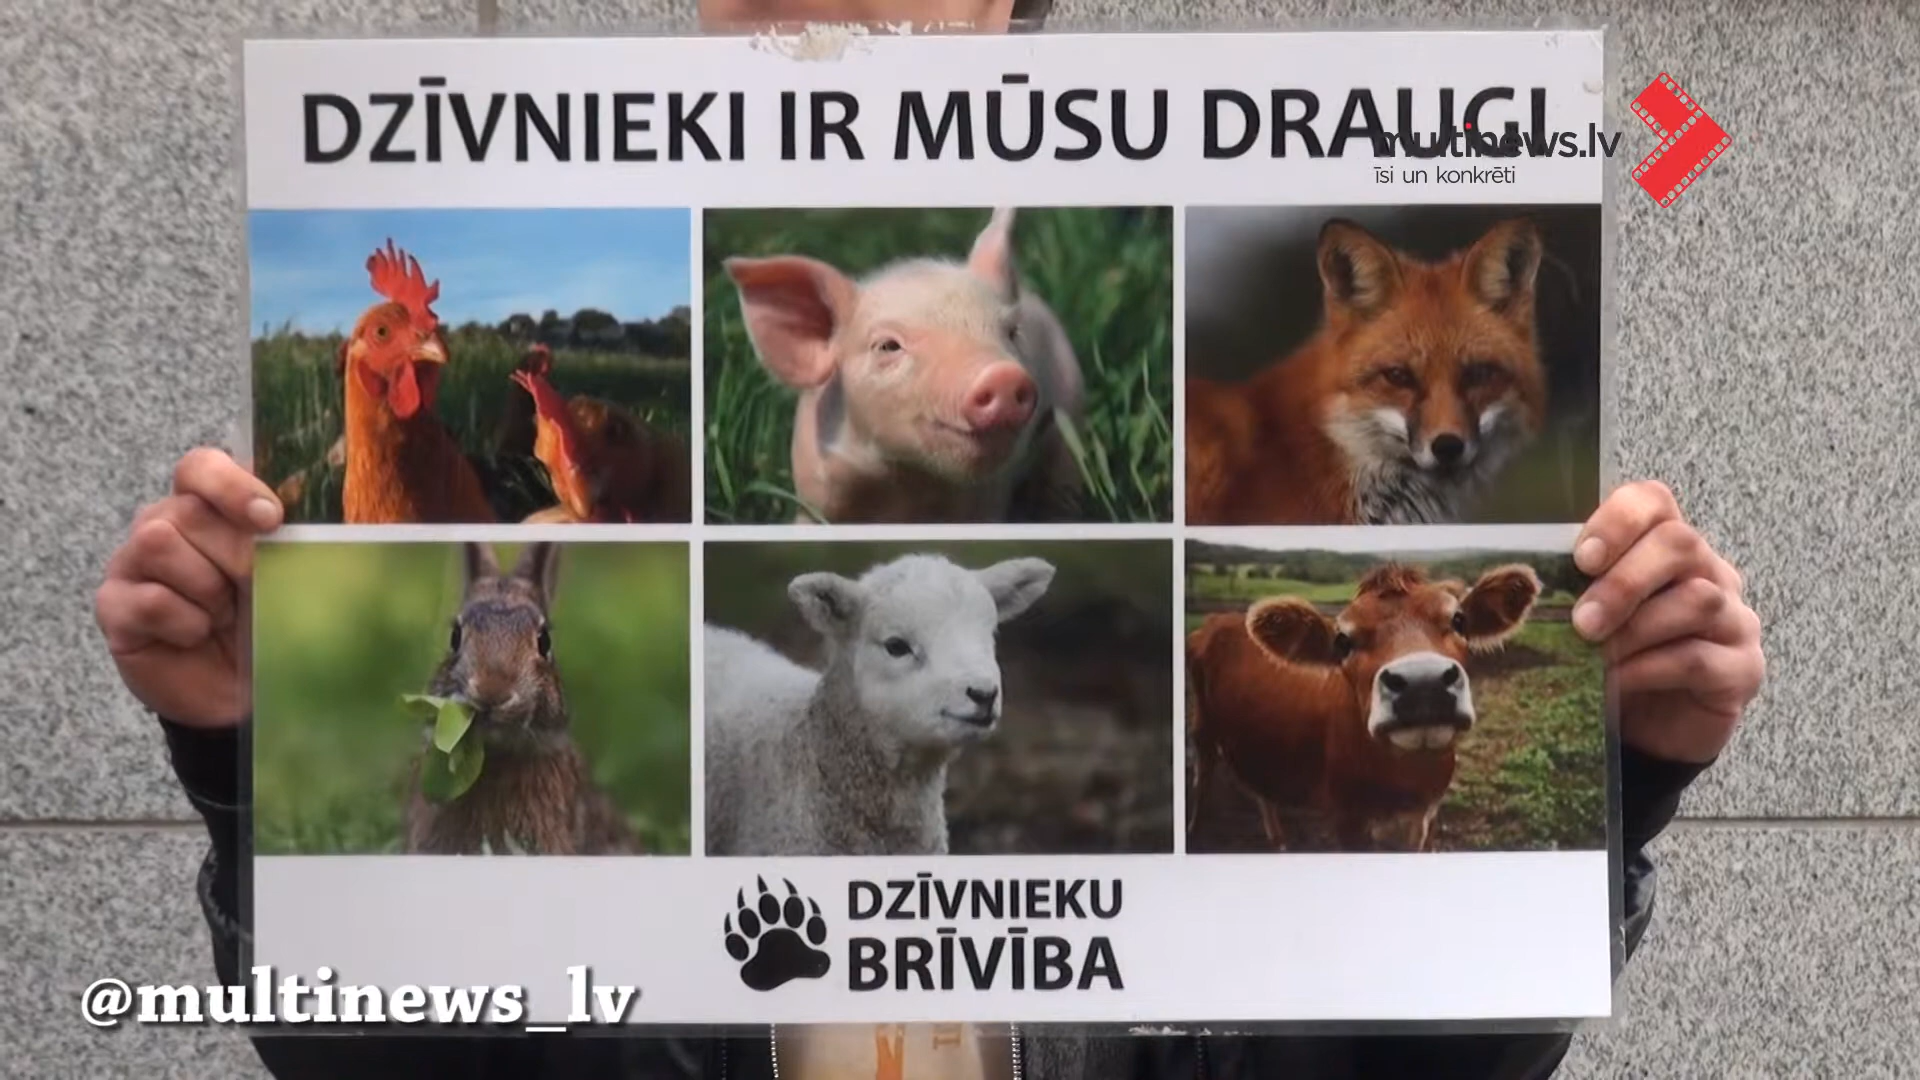 DZĪVNIEKI IR MŪSU DRAUGI
multinews.lv
īsi un konkrēti
DZĪVNIEKU
BRĪVĪBA
@multinews_lv